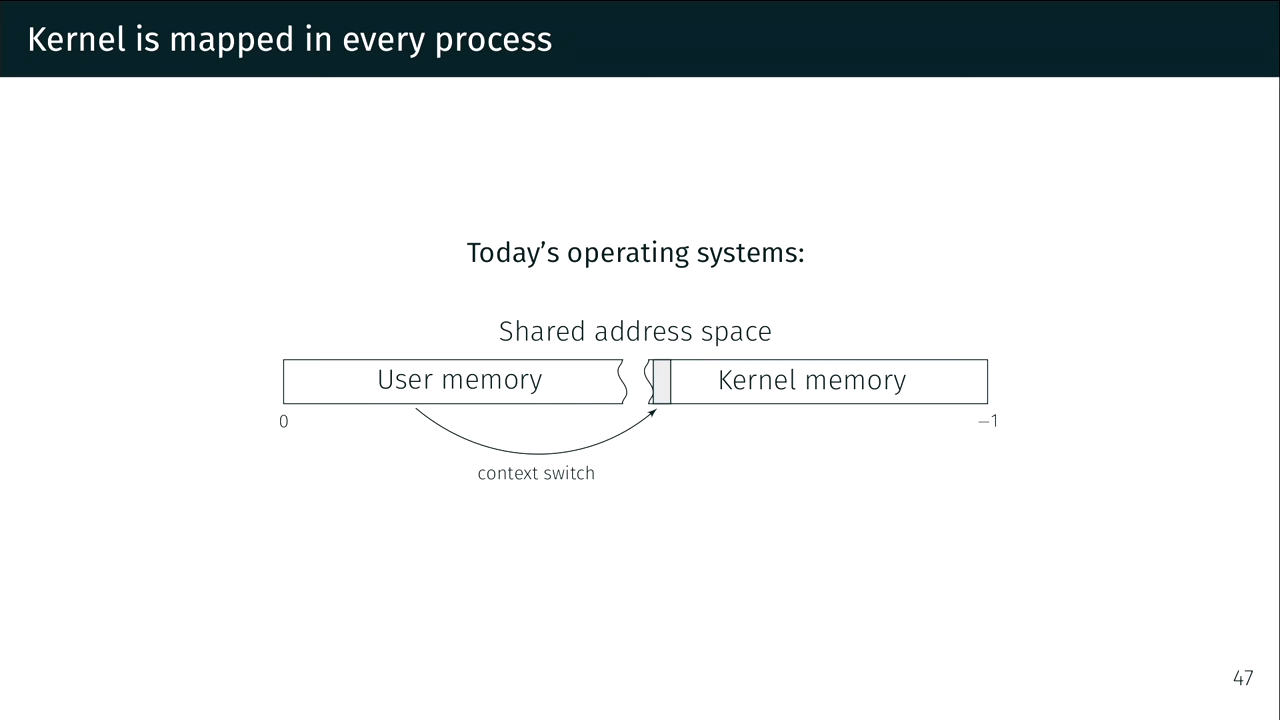 Kernel is mapped in every process
Today’s operating systems:
Shared address space
User memory
Kernel memory
0
−1
context switch
47